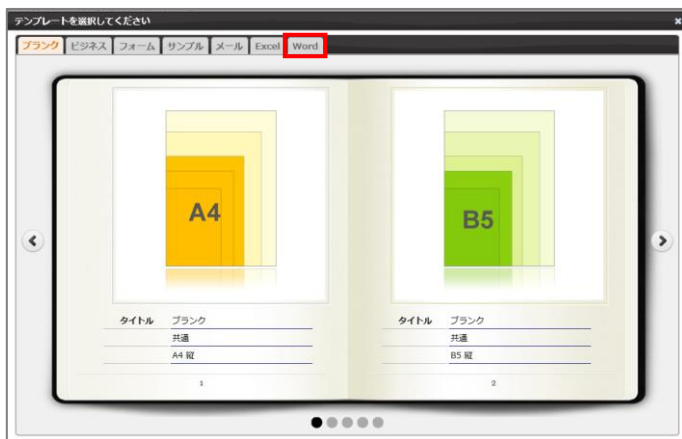 テンプレートを選択してください ×
ブランク ビジネス フォーム サンプル メール Excel Word
A4
B5
タイトル ブランク
共通
A4 縦
1
タイトル ブランク
共通
B5 縦
2